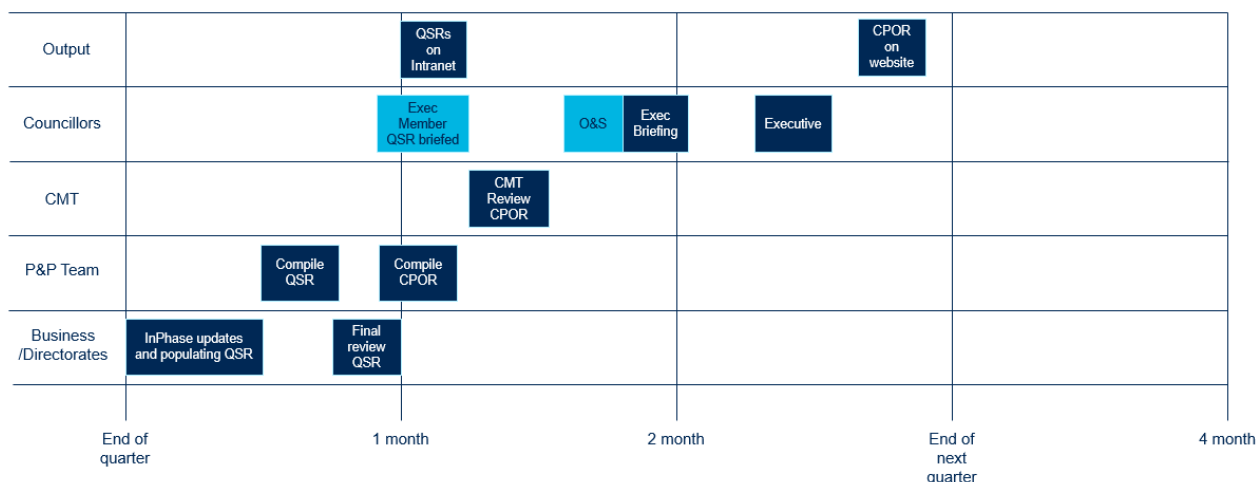 Output
QSRs
on
Intranet
CPOR
on
website
Councillors
Exec
Member
QSR briefed
O&S
Exec
Briefing
Executive
CMT
CMT
Review
CPOR
P&P Team
Compile
QSR
Compile
CPOR
Business
/Directorates
InPhase updates
and populating QSR
Final
review
QSR
End of
quarter
1 month
2 month
End of
next
quarter
4 month